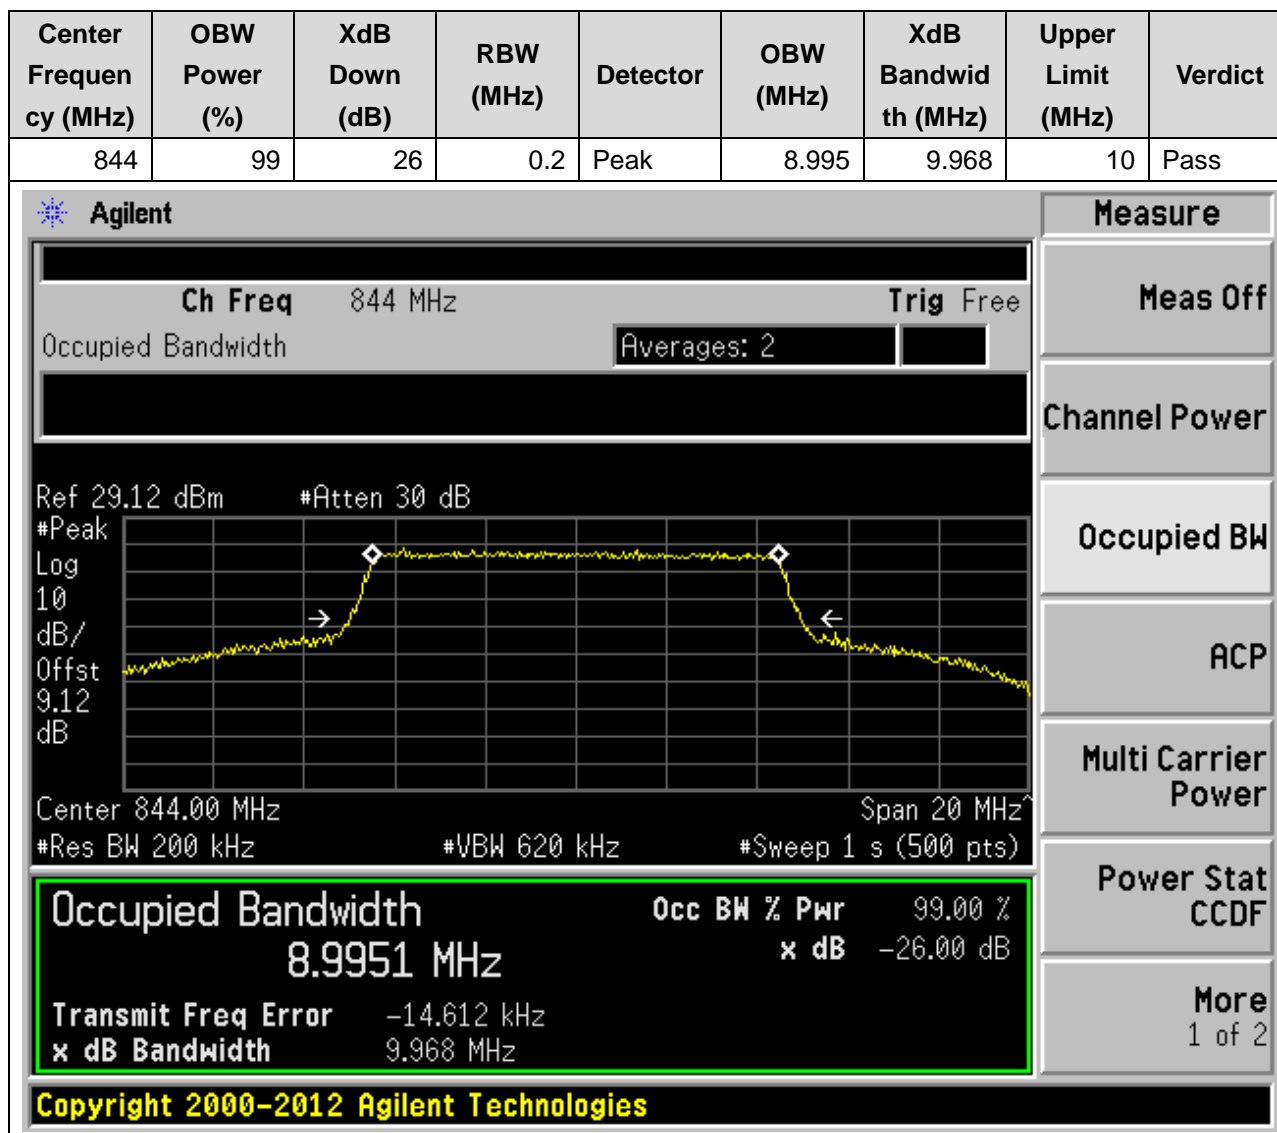 Center Frequen cy (MHz) | OBW Power (%) | XdB Down (dB) | RBW (MHz) | Detector | OBW (MHz) | XdB Bandwid th (MHz) | Upper Limit (MHz) | Verdict
844 | 99 | 26 | 0.2 | Peak | 8.995 | 9.968 | 10 | Pass
Agilent
Measure
Ch Freq 844 MHz Trig Free
Meas Off
Occupied Bandwidth Averages: 2
Channel Power
Ref 29.12 dBm #Atten 30 dB
#Peak
Log
10
dB/
Offst
9.12
dB
Occupied BW
ACP
Multi Carrier
Power
Center 844.00 MHz Span 20 MHz^
#Res BW 200 kHz #VBW 620 kHz #Sweep 1 s (500 pts)
Power Stat
CCDF
Occupied Bandwidth Occ BW % Pwr 99.00 %
8.9951 MHz x dB -26.00 dB
Transmit Freq Error -14.612 kHz
x dB Bandwidth 9.968 MHz
More
1 of 2
Copyright 2000-2012 Agilent Technologies